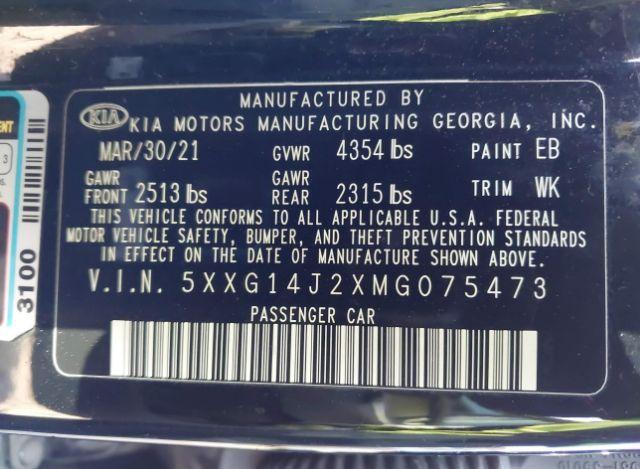 MANUFACTURED BY
KIA KIA MOTORS MANUFACTURING GEORGIA, INC.
MAR/30/21 GVWR 4354 lbs PAINT EB
GAWR FRONT 2513 lbs GAWR REAR 2315 lbs TRIM WK
THIS VEHICLE CONFORMS TO ALL APPLICABLE U.S.A. FEDERAL
MOTOR VEHICLE SAFETY, BUMPER, AND THEFT PREVENTION STANDARDS
IN EFFECT ON THE DATE OF MANUFACTURE SHOWN ABOVE.
V.I.N. 5XXG14J2XMG075473
PASSENGER CAR
3100